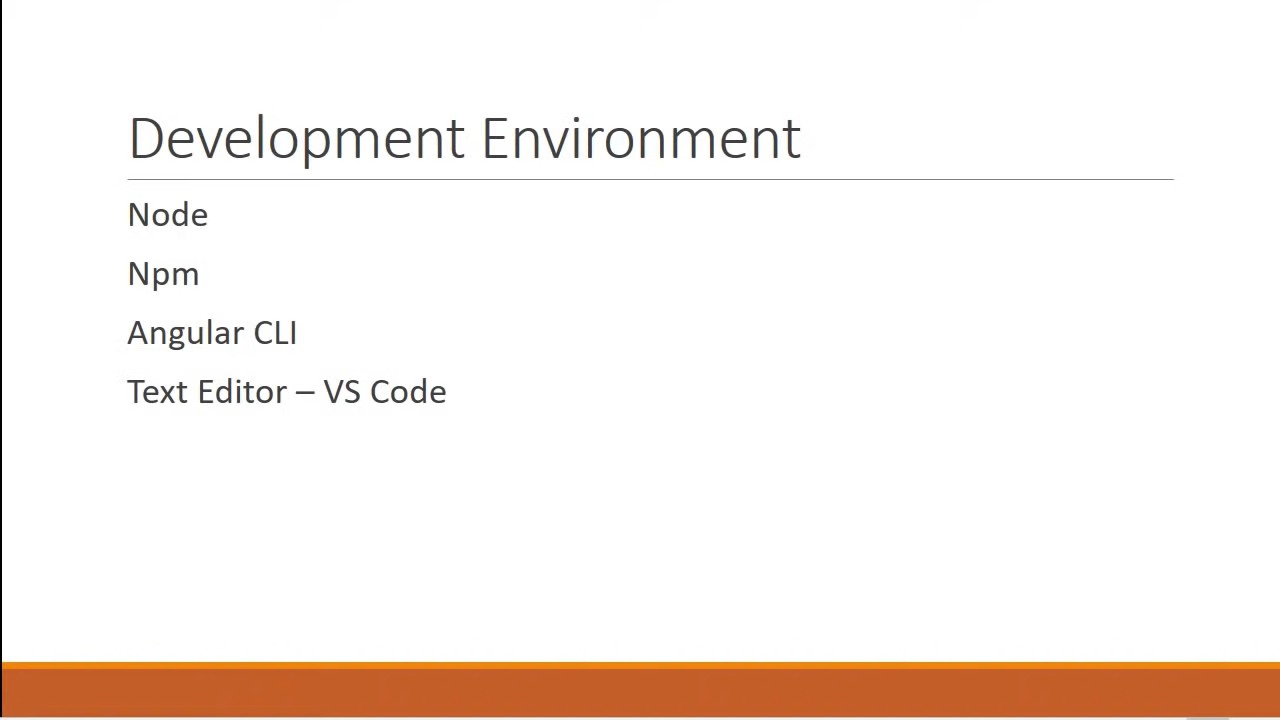 Development Environment
Node
Npm
Angular CLI
Text Editor – VS Code